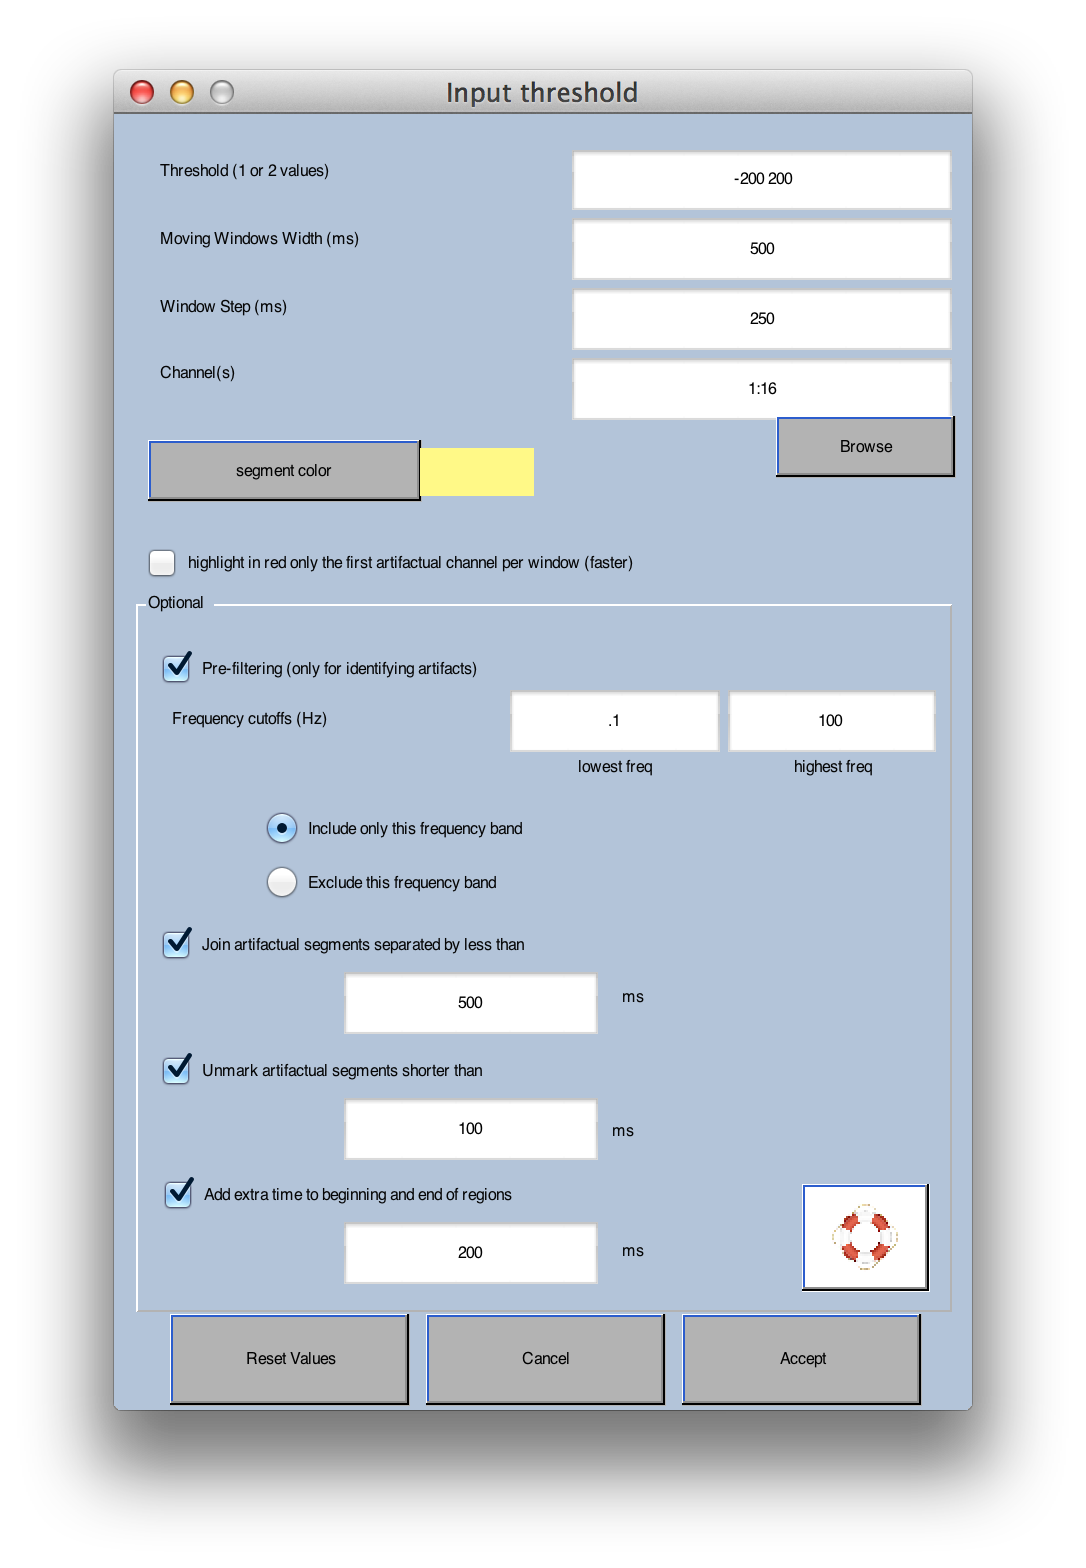 Input threshold
Threshold (1 or 2 values)
-200 200
Moving Windows Width (ms)
500
Window Step (ms)
250
Channel(s)
1:16
Browse
segment color
highlight in red only the first artifactual channel per window (faster)
Optional
Pre-filtering (only for identifying artifacts)
Frequency cutoffs (Hz)
.1
100
lowest freq
highest freq
Include only this frequency band
Exclude this frequency band
Join artifactual segments separated by less than
500
ms
Unmark artifactual segments shorter than
100
ms
Add extra time to beginning and end of regions
200
ms
Reset Values
Cancel
Accept